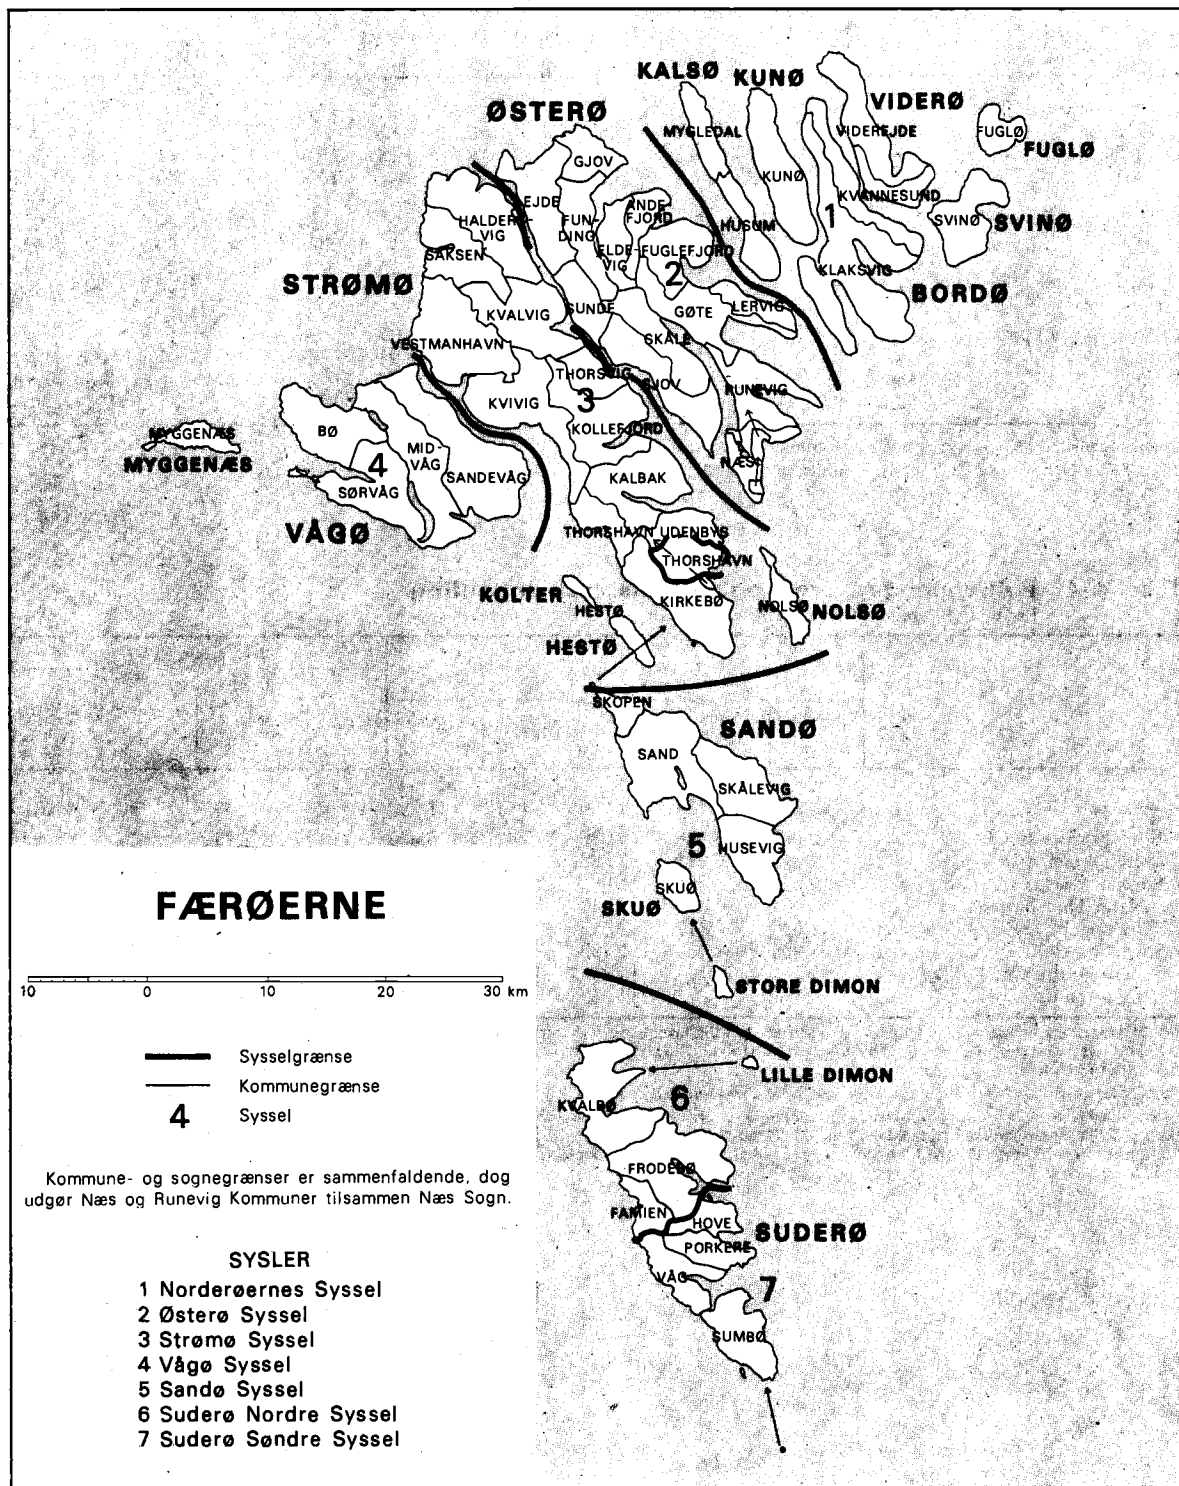 KALSØ
KUNØ
VIDERØ
ØSTERØ
FUGLØ
FUGLØ
MYGLEDAL
VIDEREJDE
GJOV
KUNØ
EJDE
ANDE-
FJORD
KVANNESUND
SVINØ
SVINØ
HALDERS-
VIG
FUN-
DING
HUSUM
1
SAKSEN
ELDE-
VIG
FUGLEFJORD
2
KLAKSVIG
BORDØ
STRØMØ
KVALVIG
SUNDE
GØTE
LERVIG
VESTMANHAVN
SKÅLE
THORSVIG
SJOV
RUNEVIG
KVIVIG
3
KOLLEFJORD
MYGGENÆS
MYGGENÆS
BØ
MID-
VÅG
4
SANDEVÅG
SØRVÅG
VÅGØ
KALBAK
NÆS
THORSHAVN UDENBYS
THORSHAVN
KIRKEBØ
KOLTER
HESTØ
HESTØ
NOLSØ
NOLSØ
SKOPEN
SANDØ
SAND
SKÅLEVIG
5
HUSEVIG
SKUØ
SKUØ
STORE DIMON
LILLE DIMON
KVALBØ
6
FRODEBØ
FAMIEN
HOVE
SUDERØ
PORKERE
VÅG
7
SUMBØ
FÆRØERNE
10 0 10 20 30 km
Sysselgrænse
Kommunegrænse
4 Syssel
Kommune- og sognegrænser er sammenfaldende, dog
udgør Næs og Runevig Kommuner tilsammen Næs Sogn.
SYSLER
1 Norderøernes Syssel
2 Østerø Syssel
3 Strømø Syssel
4 Vågø Syssel
5 Sandø Syssel
6 Suderø Nordre Syssel
7 Suderø Søndre Syssel